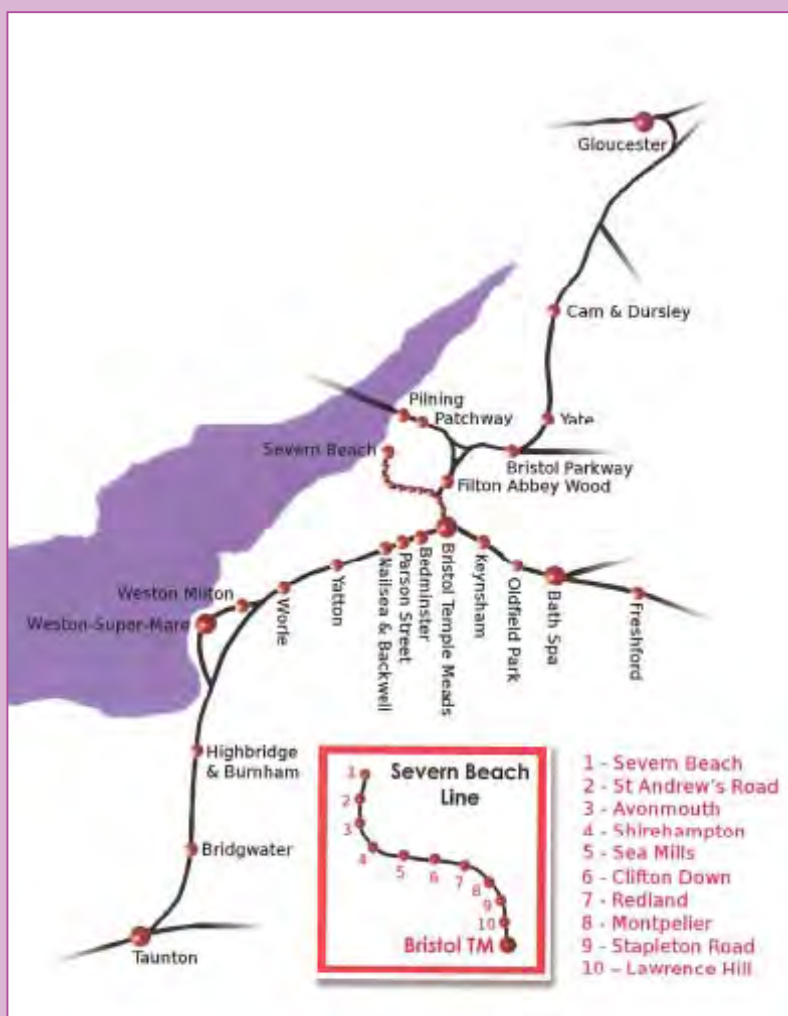 Gloucester
Cam & Dursley
Pilning
Patchway
Yate
Severn Beach
Bristol Parkway
Filton Abbey Wood
Weston Milton
Weston-Super-Mare
Worle
Yatton
Nailsea & Backwell
Parson Street
Bedminster
Bristol Temple Meads
Keynsham
Oldfield Park
Bath Spa
Freshford
Highbridge
& Burnham
Bridgwater
Taunton
Severn Beach
Line
1
2
3
4
5
6
7
8
9
10
Bristol TM
1 - Severn Beach
2 - St Andrew's Road
3 - Avonmouth
4 - Shirehampton
5 - Sea Mills
6 - Clifton Down
7 - Redland
8 - Montpelier
9 - Stapleton Road
10 - Lawrence Hill